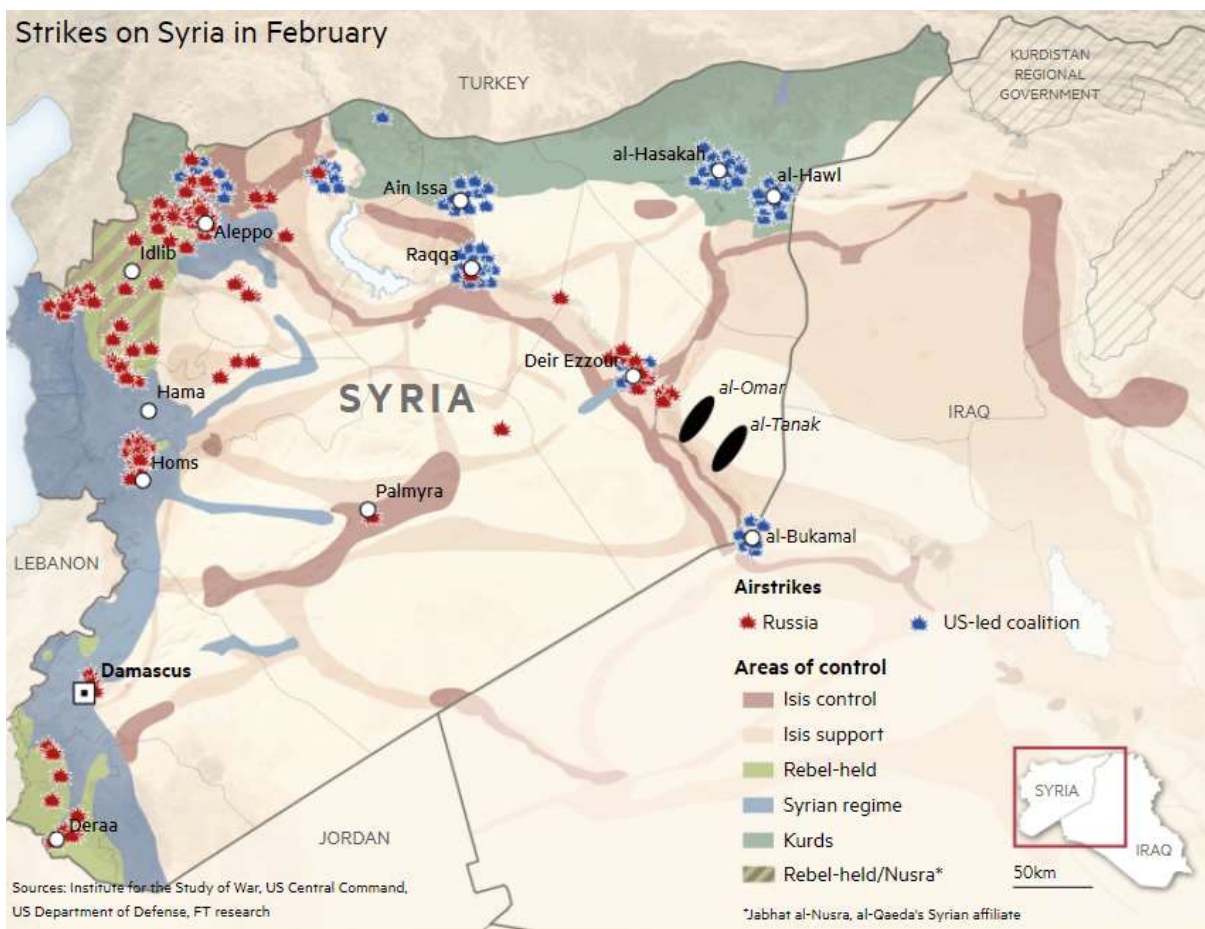 Strikes on Syria in February
KURDISTAN
REGIONAL
GOVERNMENT
TURKEY
al-Hasakah
al-Hawl
Ain Issa
Aleppo
Idlib
Raqqa
Deir Ezzour
al-Omar
Hama
SYRIA
IRAQ
al-Tanak
Homs
Palmyra
al-Bukamal
LEBANON
Airstrikes
Russia
US-led coalition
Areas of control
Damascus
Isis control
Isis support
Rebel-held
Syrian regime
Kurds
Rebel-held/Nusra*
SYRIA
IRAQ
50km
Deraa
JORDAN
Sources: Institute for the Study of War, US Central Command,
US Department of Defense, FT research
*Jabhat al-Nusra, al-Qaeda's Syrian affiliate